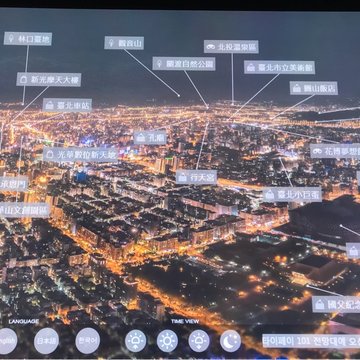 林口臺地
觀音山
北投溫泉區
關渡自然公園
臺北市立美術館
新光摩天大樓
圓山飯店
臺北車站
孔廟
光華數位新天地
花博夢想館
行天宮
承恩門
臺北小巨蛋
華山文創園區
國父紀念
LANGUAGE
TIME VIEW
English
日本語
한국어
타이페이 101 전망대에 오